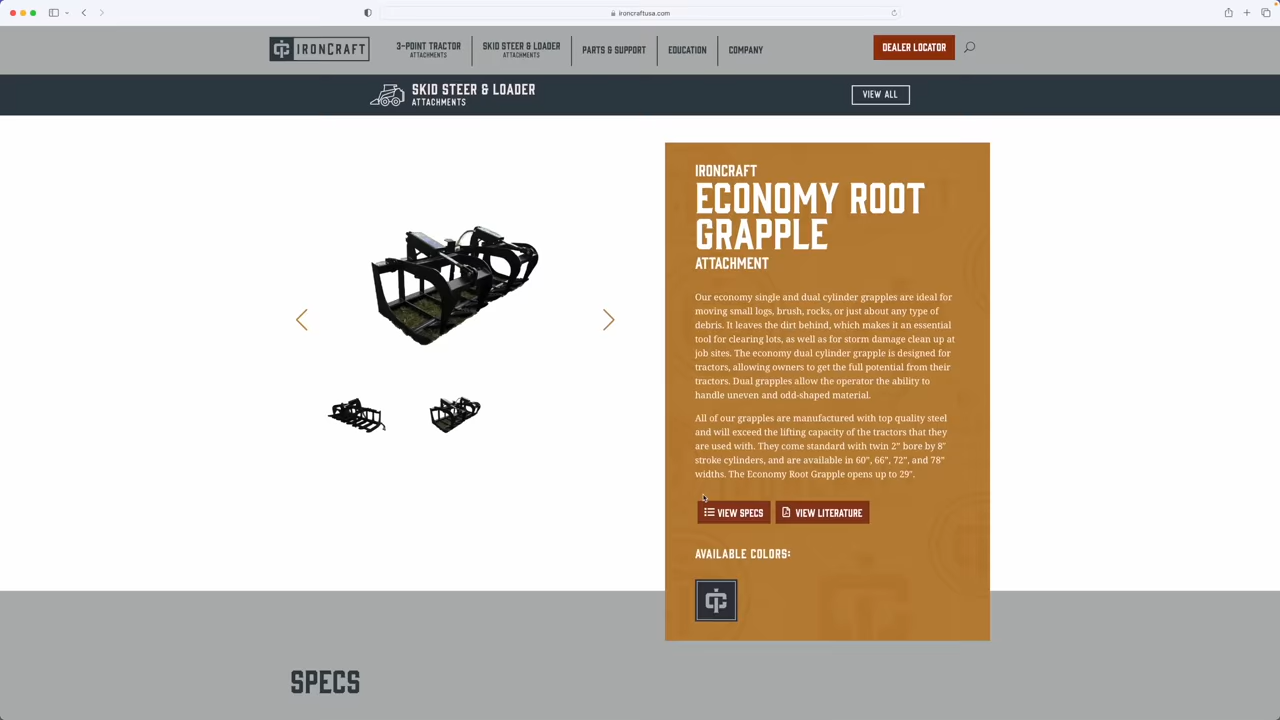 ironcraftusa.com
IRONCRAFT
3-POINT TRACTOR
ATTACHMENTS
SKID STEER & LOADER
ATTACHMENTS
PARTS & SUPPORT
EDUCATION
COMPANY
DEALER LOCATOR
SKID STEER & LOADER
ATTACHMENTS
VIEW ALL
IRONCRAFT
ECONOMY ROOT
GRAPPLE
ATTACHMENT
Our economy single and dual cylinder grapples are ideal for
moving small logs, brush, rocks, or just about any type of
debris. It leaves the dirt behind, which makes it an essential
tool for clearing lots, as well as for storm damage clean up at
job sites. The economy dual cylinder grapple is designed for
tractors, allowing owners to get the full potential from their
tractors. Dual grapples allow the operator the ability to
handle uneven and odd-shaped material.
All of our grapples are manufactured with top quality steel
and will exceed the lifting capacity of the tractors that they
are used with. They come standard with twin 2" bore by 8"
stroke cylinders, and are available in 60", 66", 72", and 78"
widths. The Economy Root Grapple opens up to 29".
VIEW SPECS
VIEW LITERATURE
AVAILABLE COLORS:
SPECS